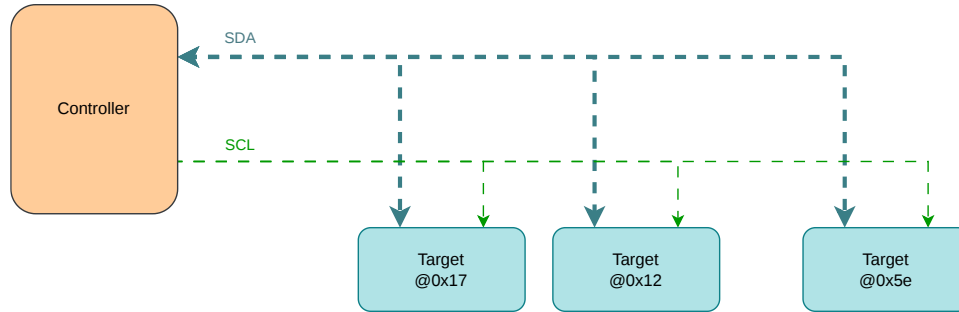 SDA
Controller
SCL
Target
@0x17
Target
@0x12
Target
@0x5e